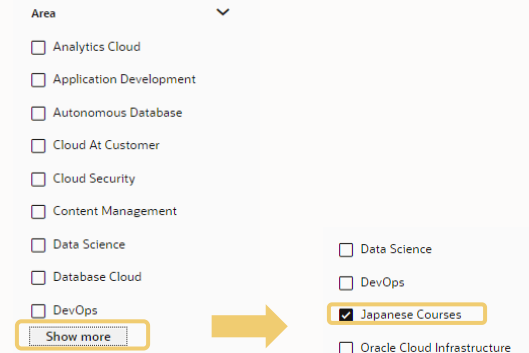 Area
Analytics Cloud
Application Development
Autonomous Database
Cloud At Customer
Cloud Security
Content Management
Data Science
Database Cloud
DevOps
Show more
Data Science
DevOps
Japanese Courses
Oracle Cloud Infrastructure